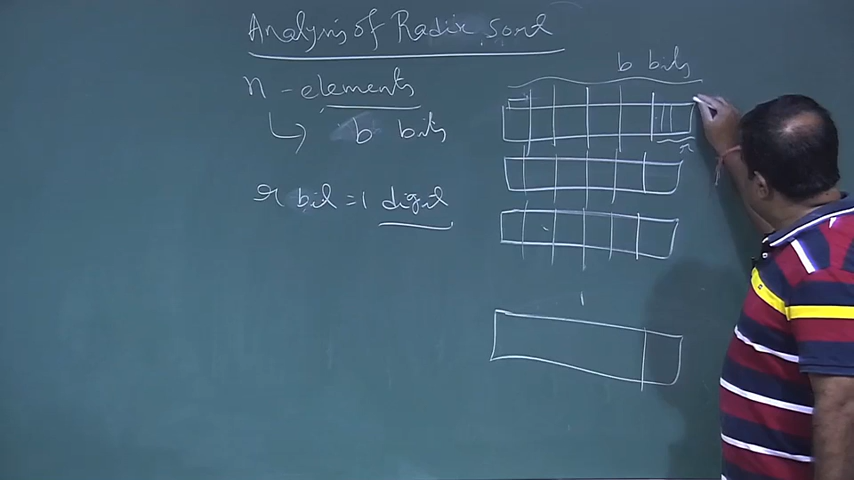 Analysis of Radix Sort
b bits
n - elements
b bits
r bit = 1 digit
r